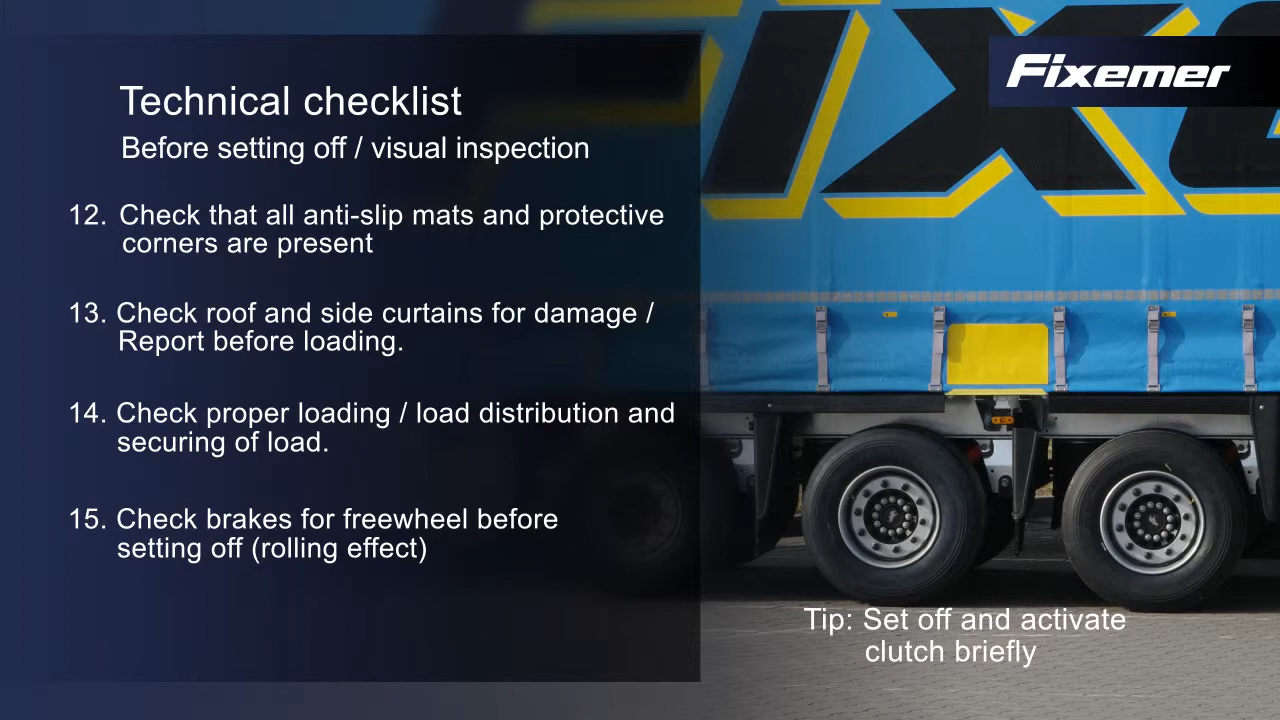 Fixemer
Technical checklist
Before setting off / visual inspection
12. Check that all anti-slip mats and protective
corners are present
13. Check roof and side curtains for damage /
Report before loading.
14. Check proper loading / load distribution and
securing of load.
15. Check brakes for freewheel before
setting off (rolling effect)
Tip: Set off and activate
clutch briefly